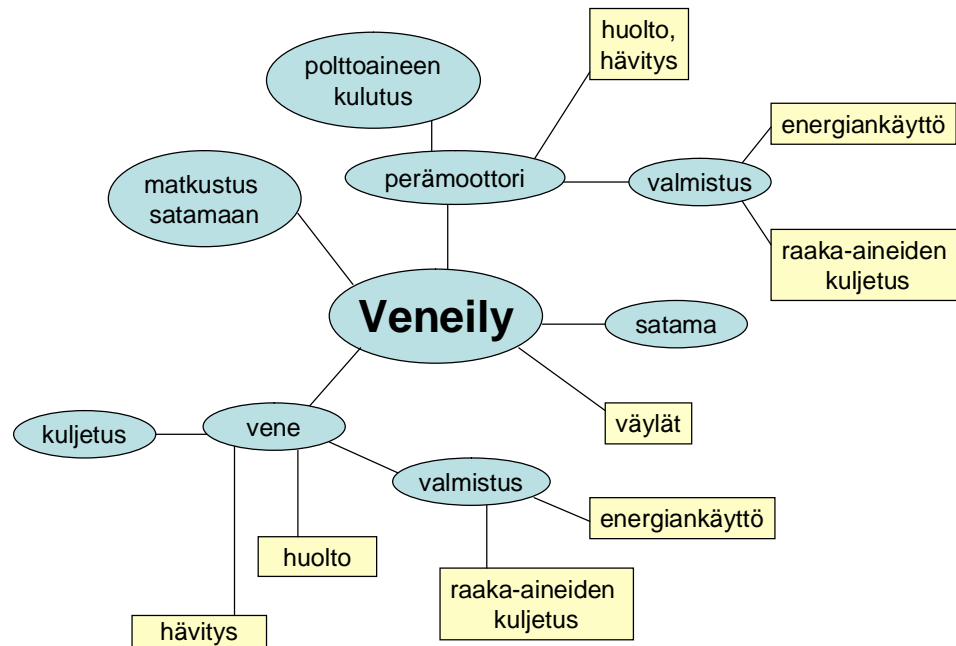 huolto,
hävitys
polttoaineen
kulutus
energiankäyttö
perämoottori
valmistus
matkustus
satamaan
raaka-aineiden
kuljetus
Veneily
satama
väylät
kuljetus
vene
valmistus
energiankäyttö
huolto
raaka-aineiden
kuljetus
hävitys